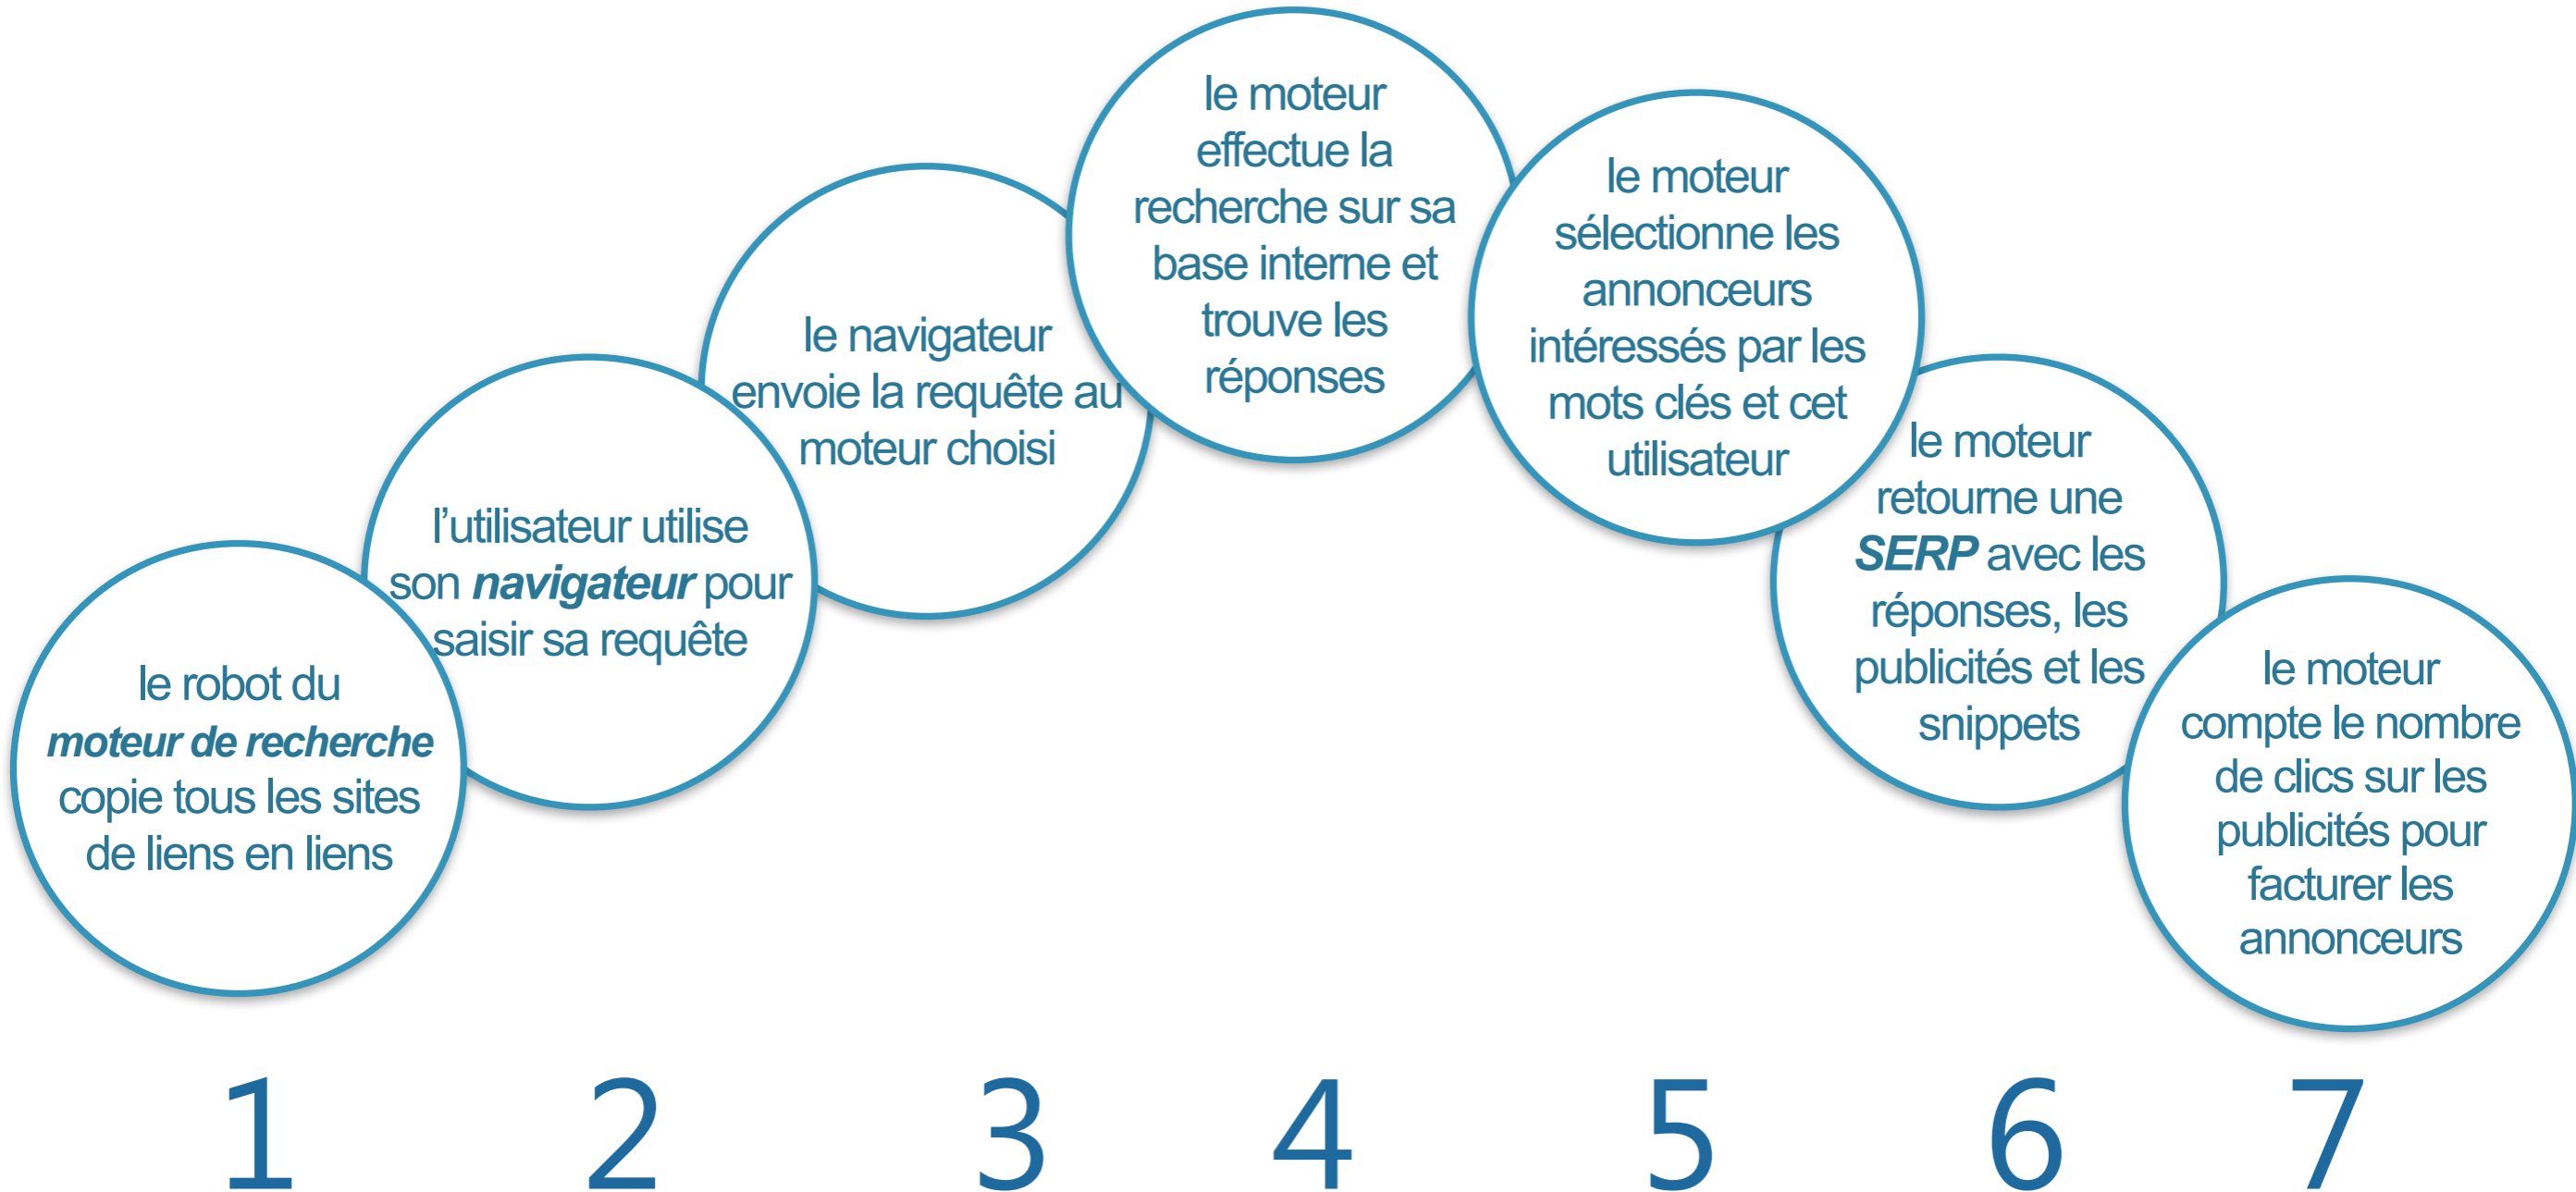 le robot du
moteur de recherche
copie tous les sites
de liens en liens
l’utilisateur utilise
son navigateur pour
saisir sa requête
le navigateur
envoie la requête au
moteur choisi
le moteur
effectue la
recherche sur sa
base interne et
trouve les
réponses
le moteur
sélectionne les
annonceurs
intéressés par les
mots clés et cet
utilisateur
le moteur
retourne une
SERP avec les
réponses, les
publicités et les
snippets
le moteur
compte le nombre
de clics sur les
publicités pour
facturer les
annonceurs
1 2 3 4 5 6 7